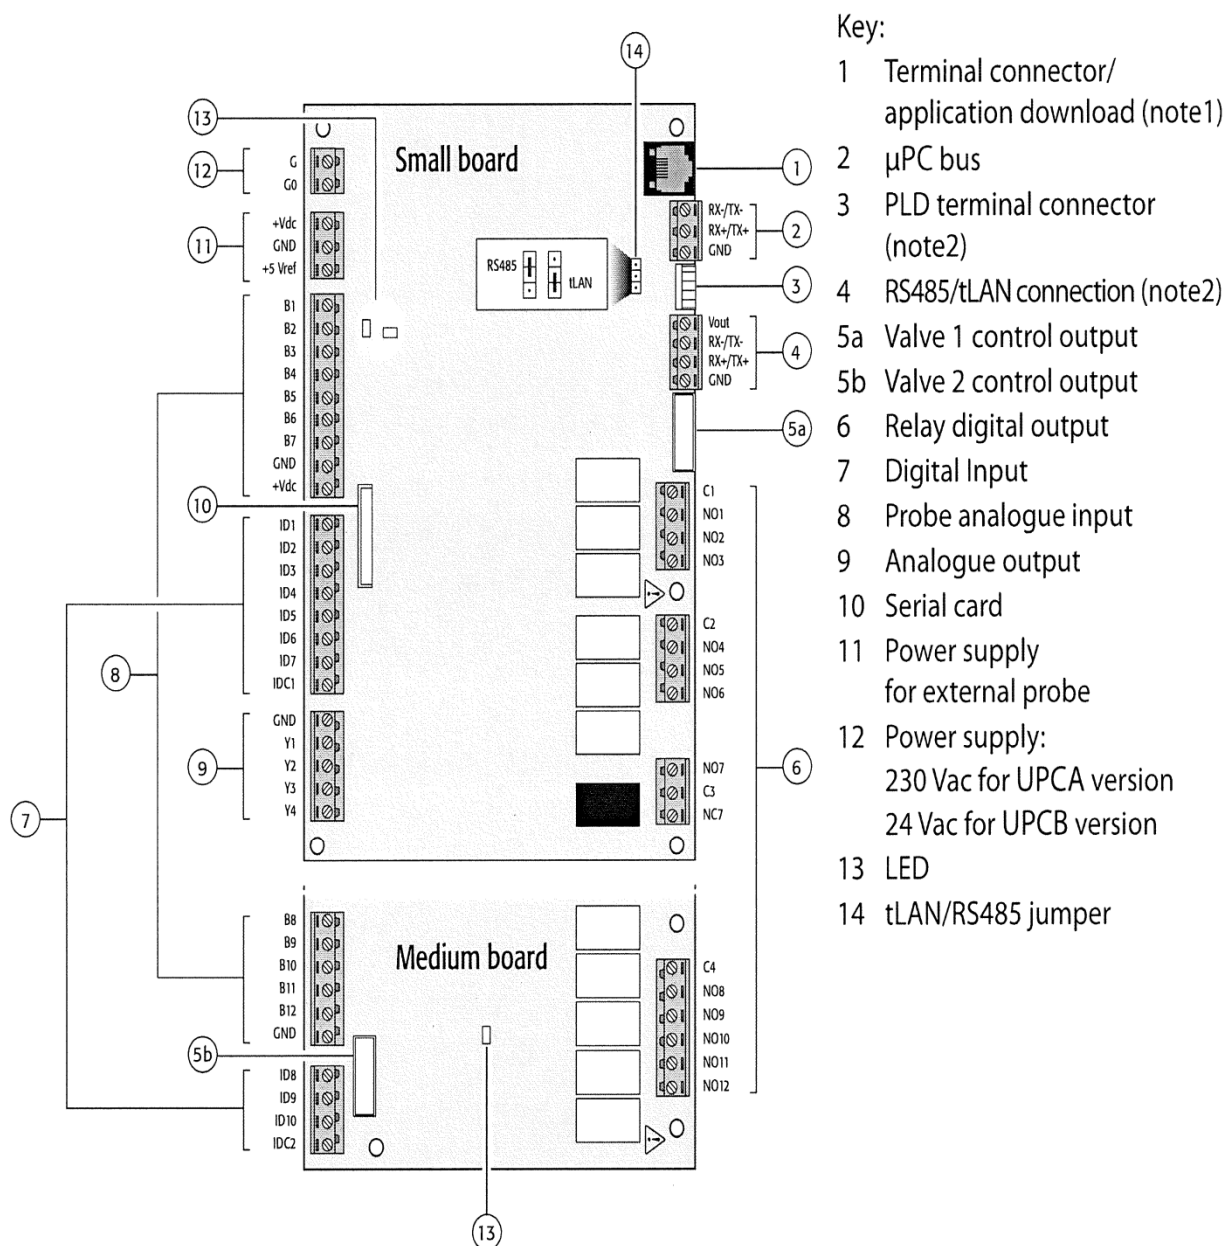 14
13
12
G
G0
Small board
1
11
+Vdc
GND
+5 Vref
RX-/TX-
RX+/TX+
GND
2
RS485
tLAN
3
B1
B2
B3
B4
B5
B6
B7
GND
+Vdc
Vout
RX-/TX-
RX+/TX+
GND
4
5a
10
C1
NO1
NO2
NO3
ID1
ID2
ID3
ID4
ID5
ID6
ID7
IDC1
C2
NO4
NO5
NO6
8
9
GND
Y1
Y2
Y3
Y4
NO7
C3
NC7
6
7
B8
B9
B10
B11
B12
GND
Medium board
C4
NO8
NO9
NO10
NO11
NO12
5b
ID8
ID9
ID10
IDC2
13
Key:
1 Terminal connector/
application download (note1)
2 µPC bus
3 PLD terminal connector
(note2)
4 RS485/tLAN connection (note2)
5a Valve 1 control output
5b Valve 2 control output
6 Relay digital output
7 Digital Input
8 Probe analogue input
9 Analogue output
10 Serial card
11 Power supply
for external probe
12 Power supply:
230 Vac for UPCA version
24 Vac for UPCB version
13 LED
14 tLAN/RS485 jumper